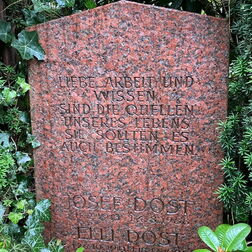 LIEBE ARBEIT UND
WISSEN
SIND DIE QUELLEN
UNSERES LEBENS
SIE SOLLTEN ES
AUCH BESTIMMEN
JOSEF DOST
ELLI DOST